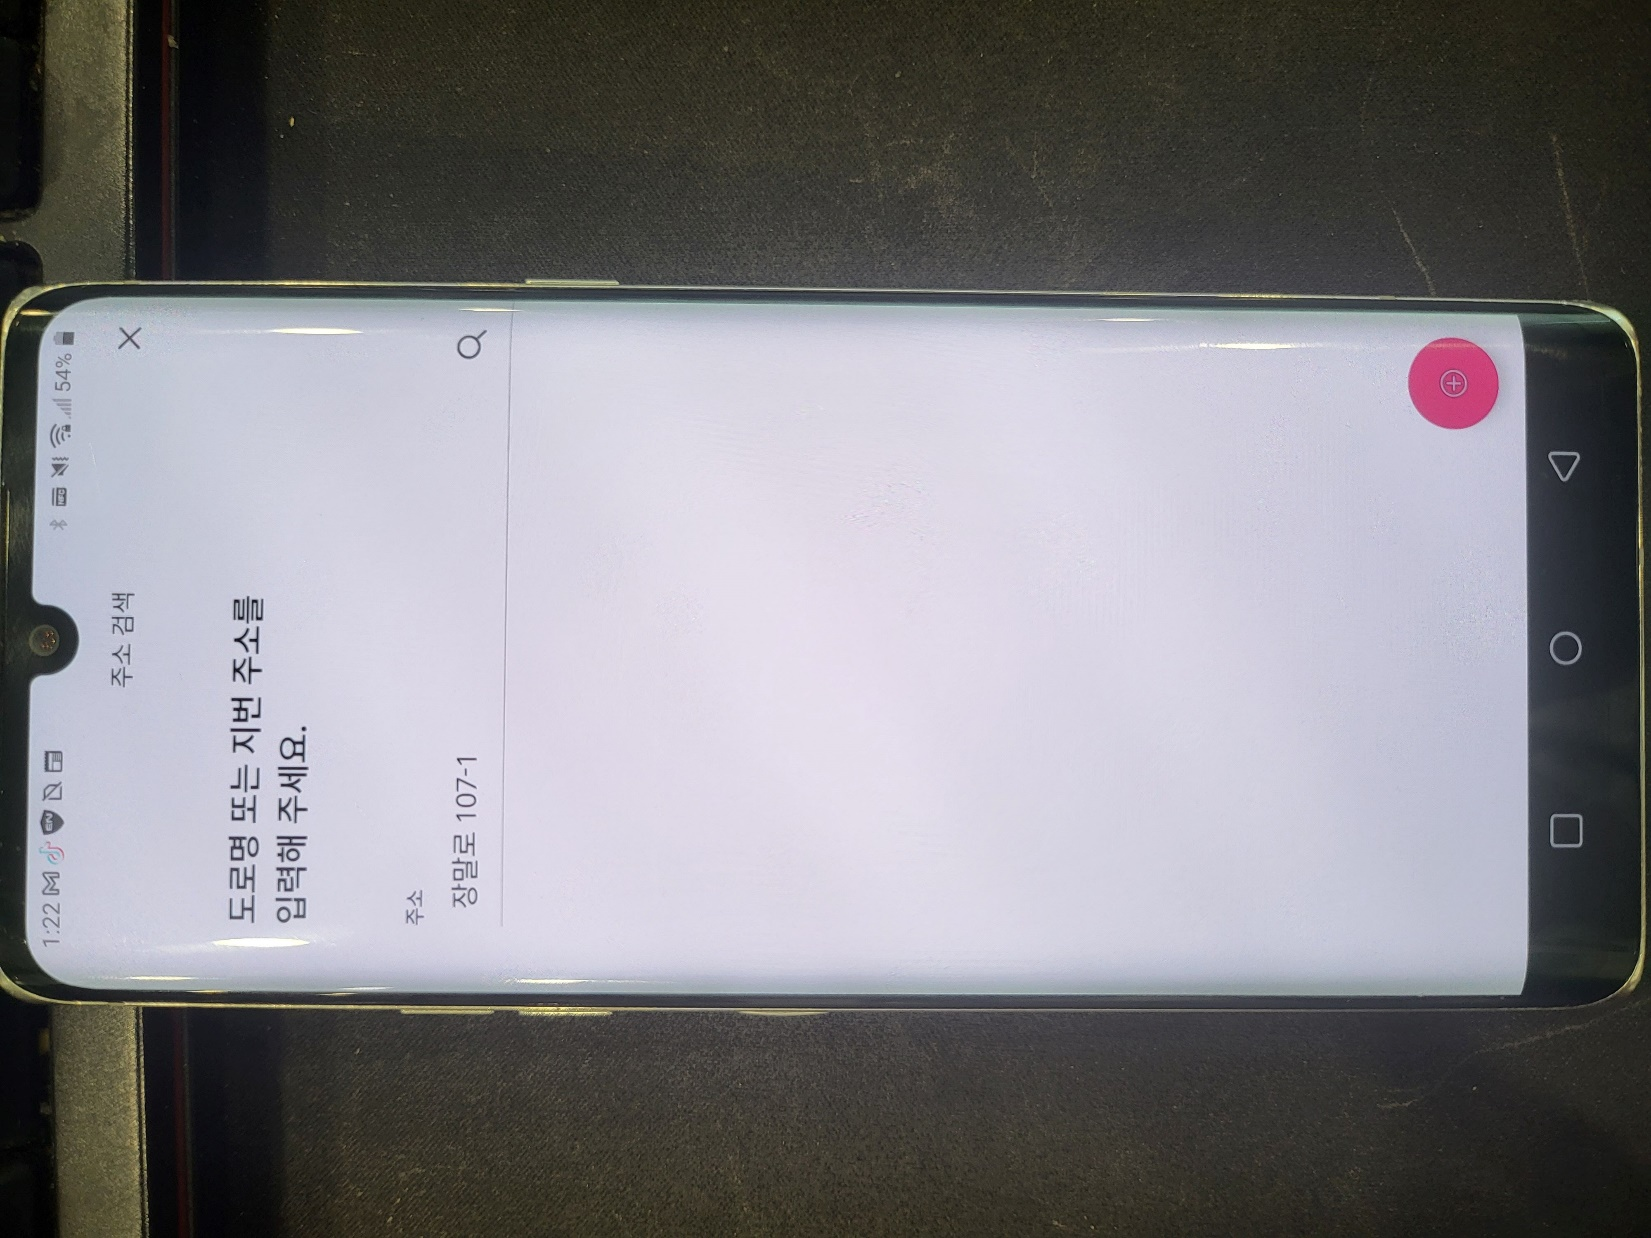 1:22
54%
주소 검색
도로명 또는 지번 주소를
입력해 주세요.
주소
장말로 107-1